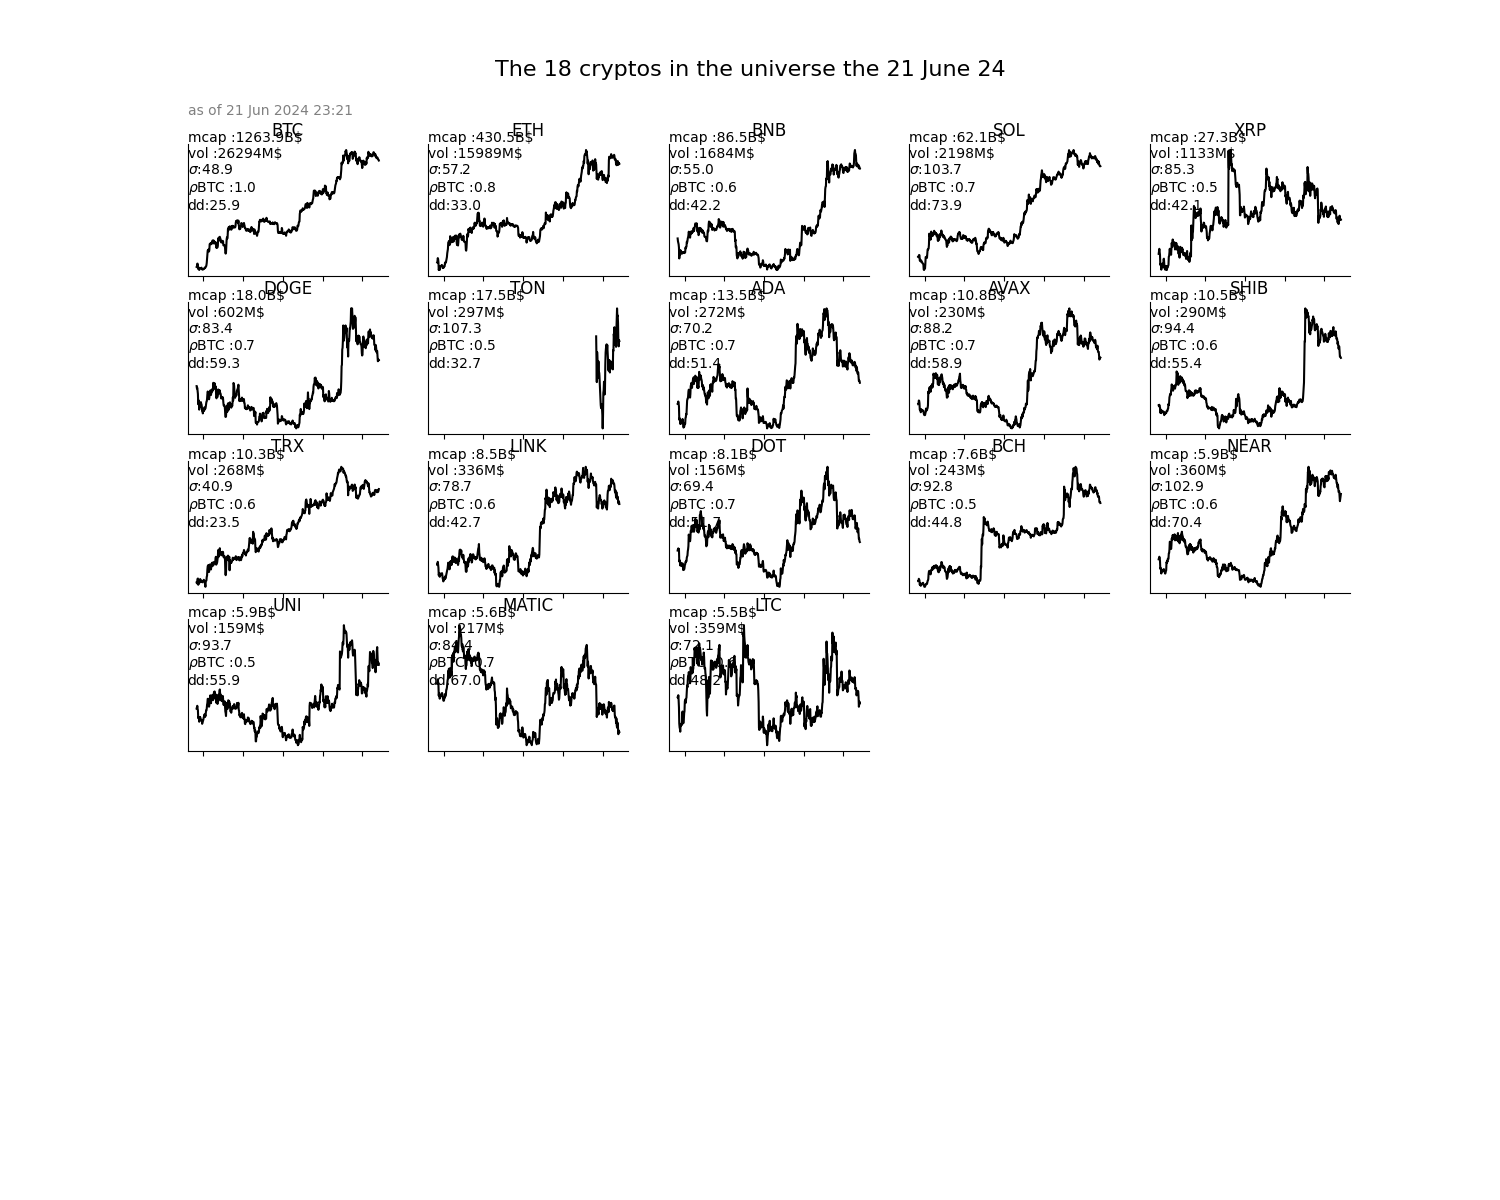 The 18 cryptos in the universe the 21 June 24
as of 21 Jun 2024 23:21
BTC
mcap :1263.9B$
vol :26294M$
σ:48.9
ρBTC :1.0
dd:25.9
ETH
mcap :430.5B$
vol :15989M$
σ:57.2
ρBTC :0.8
dd:33.0
BNB
mcap :86.5B$
vol :1684M$
σ:55.0
ρBTC :0.6
dd:42.2
SOL
mcap :62.1B$
vol :2198M$
σ:103.7
ρBTC :0.7
dd:73.9
XRP
mcap :27.3B$
vol :1133M$
σ:85.3
ρBTC :0.5
dd:42.1
DOGE
mcap :18.0B$
vol :602M$
σ:83.4
ρBTC :0.7
dd:59.3
TON
mcap :17.5B$
vol :297M$
σ:107.3
ρBTC :0.5
dd:32.7
ADA
mcap :13.5B$
vol :272M$
σ:70.2
ρBTC :0.7
dd:51.4
AVAX
mcap :10.8B$
vol :230M$
σ:88.2
ρBTC :0.7
dd:58.9
SHIB
mcap :10.5B$
vol :290M$
σ:94.4
ρBTC :0.6
dd:55.4
TRX
mcap :10.3B$
vol :268M$
σ:40.9
ρBTC :0.6
dd:23.5
LINK
mcap :8.5B$
vol :336M$
σ:78.7
ρBTC :0.6
dd:42.7
DOT
mcap :8.1B$
vol :156M$
σ:69.4
ρBTC :0.7
BCH
mcap :7.6B$
vol :243M$
σ:92.8
ρBTC :0.5
dd:44.8
NEAR
mcap :5.9B$
vol :360M$
σ:102.9
ρBTC :0.6
dd:70.4
UNI
mcap :5.9B$
vol :159M$
σ:93.7
ρBTC :0.5
dd:55.9
MATIC
mcap :5.6B$
vol :217M$
σ:84.4
ρBTC :0.7
dd:67.0
LTC
mcap :5.5B$
vol :359M$
σ:72.1
ρBTC
dd:48.2